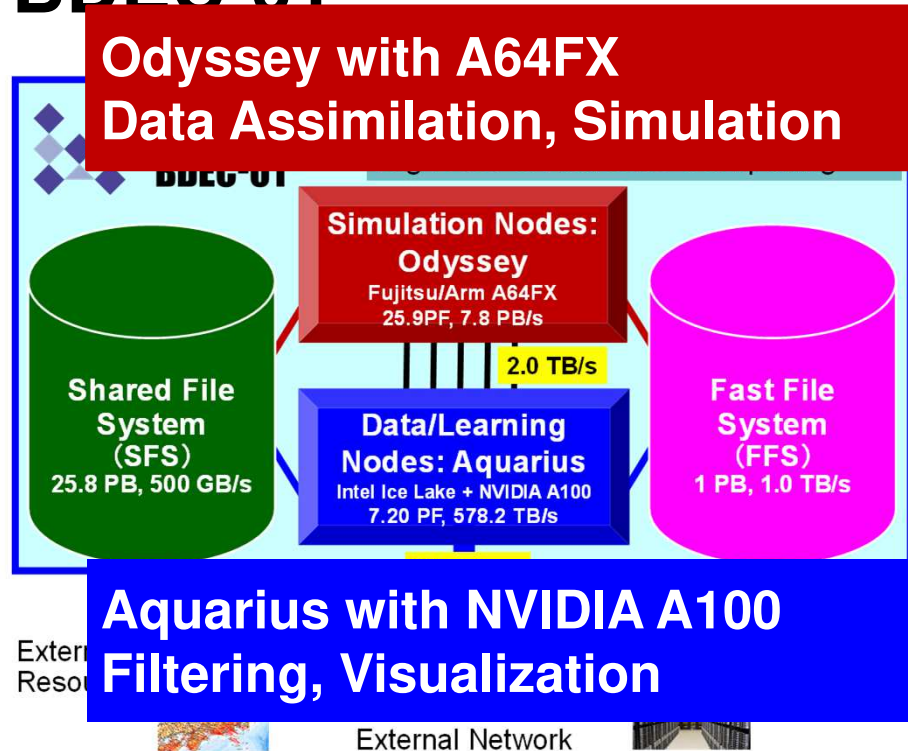 Odyssey with A64FX
Data Assimilation, Simulation
BDEC-01
Simulation Nodes:
Odyssey
Fujitsu/Arm A64FX
25.9PF, 7.8 PB/s
2.0 TB/s
Shared File
System
(SFS)
25.8 PB, 500 GB/s
Data/Learning
Nodes: Aquarius
Intel Ice Lake + NVIDIA A100
7.20 PF, 578.2 TB/s
Fast File
System
(FFS)
1 PB, 1.0 TB/s
Aquarius with NVIDIA A100
Filtering, Visualization
External Network